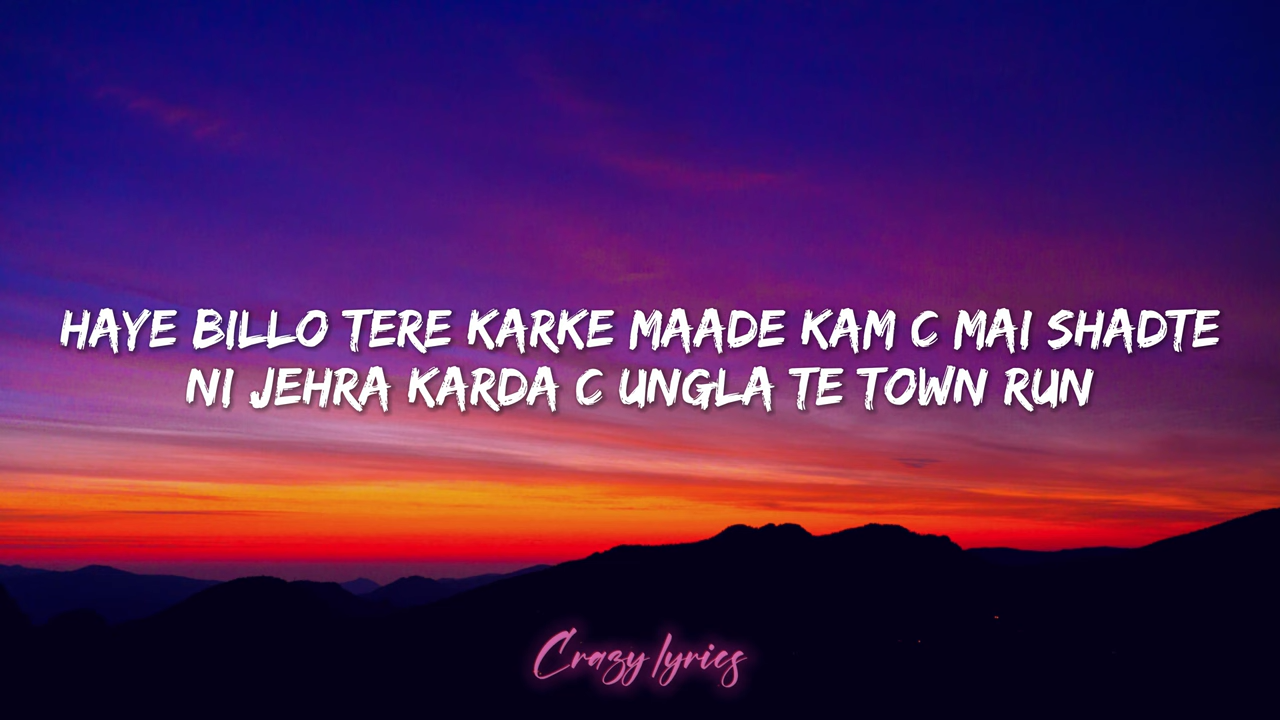 HAYE BILLO TERE KARKE MAADE KAM C MAI SHADTE
NI JEHRA KARDA C UNGLA TE TOWN RUN
Crazy lyrics